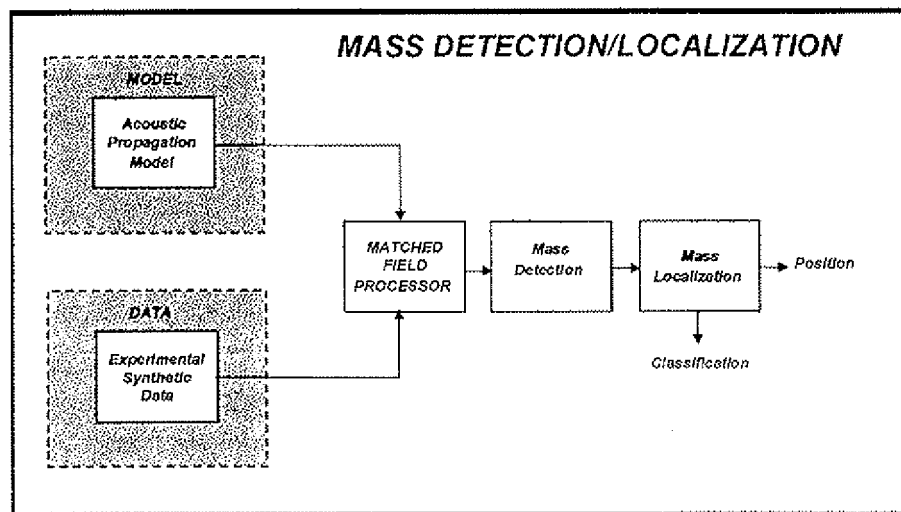 MASS DETECTION/LOCALIZATION
MODEL
Acoustic
Propagation
Model
MATCHED
FIELD
PROCESSOR
Mass
Detection
Mass
Localization
Position
Classification
DATA
Experimental
Synthetic
Data